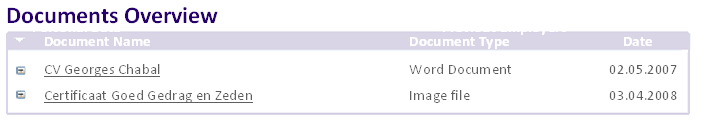 Documents Overview
Document Name Document Type Date
CV Georges Chabal Word Document 02.05.2007
Certificaat Goed Gedrag en Zeden Image file 03.04.2008